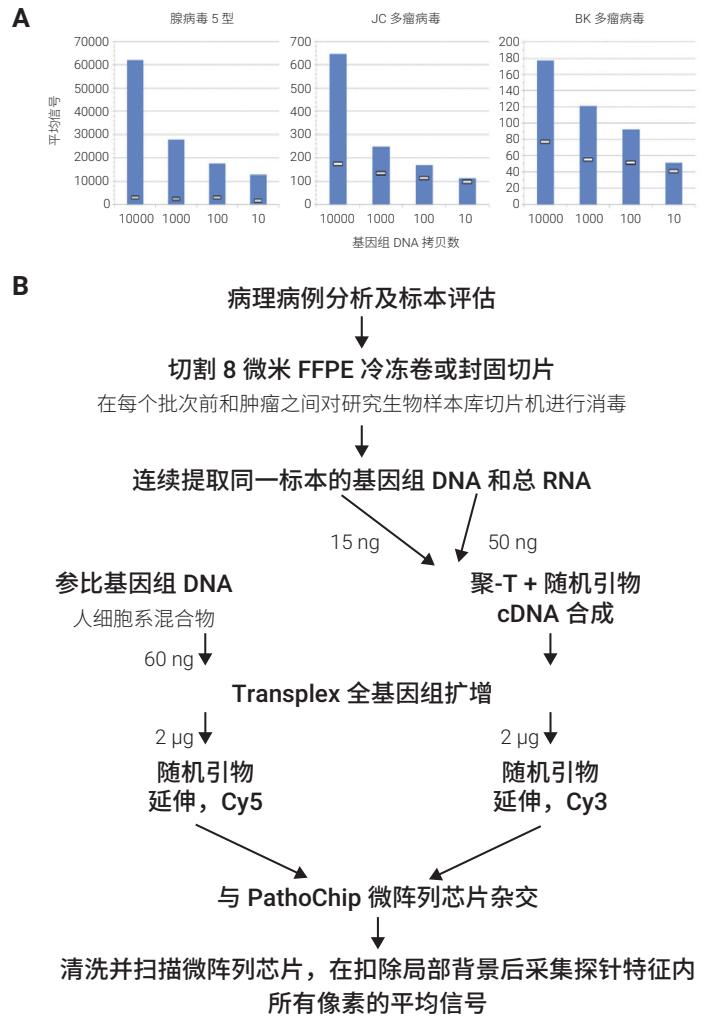 A
腺病毒 5 型
JC 多瘤病毒
BK 多瘤病毒
平均信号
70000
60000
50000
40000
30000
20000
10000
0
10000 1000 100 10
700
600
500
400
300
200
100
0
10000 1000 100 10
200
180
160
140
120
100
80
60
40
20
0
10000 1000 100 10
基因组 DNA 拷贝数
B
病理病例分析及标本评估
切割 8 微米 FFPE 冷冻卷或封固切片
在每个批次前和肿瘤之间对研究生物样本库切片机进行消毒
连续提取同一标本的基因组 DNA 和总 RNA
15 ng
50 ng
参比基因组 DNA
人细胞系混合物
聚-T + 随机引物
cDNA 合成
60 ng
Transplex 全基因组扩增
2 μg
2 μg
随机引物
延伸，Cy5
随机引物
延伸，Cy3
与 PathoChip 微阵列芯片杂交
清洗并扫描微阵列芯片，在扣除局部背景后采集探针特征内
所有像素的平均信号